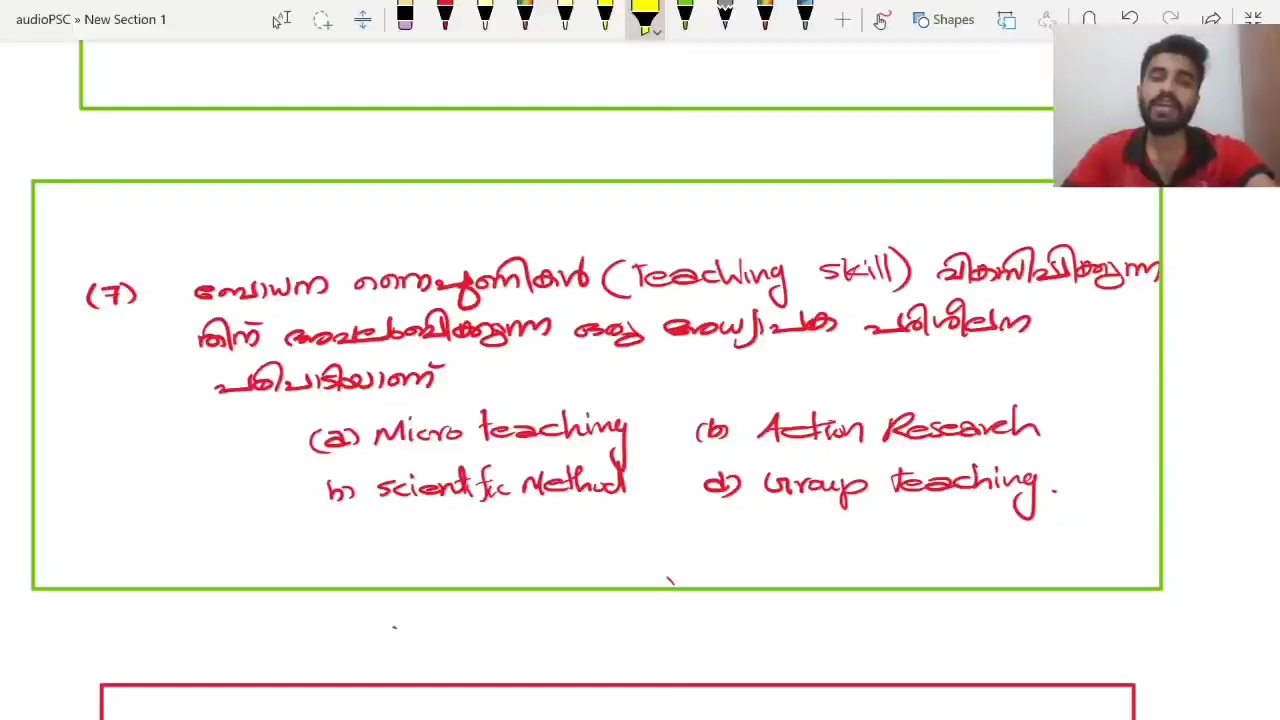 audioPSC » New Section 1
Shapes
(7) ബോധന നൈപുണികൾ (Teaching skill) വികസിപ്പിക്കുന്ന
തിന് അവലംബിക്കുന്ന ഒരു അധ്യാപക പരിശീലന
പരിപാടിയാണ്
(a) Micro teaching (b) Action Research
b) scientific Method d) Group teaching.